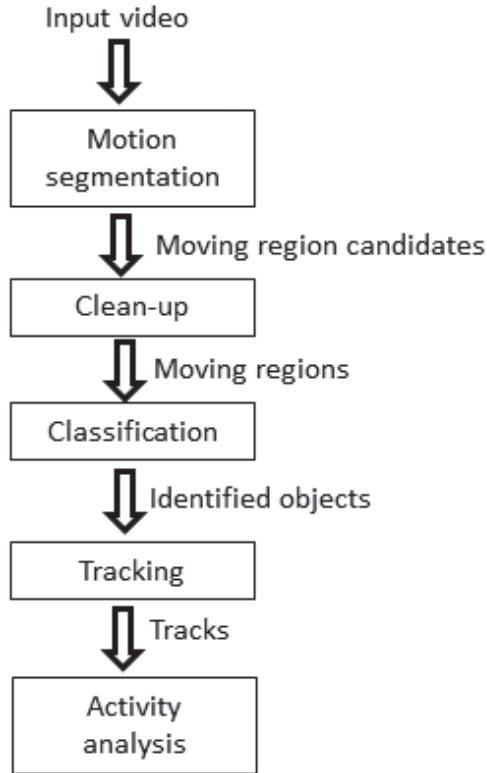 Input video
Motion
segmentation
Moving region candidates
Clean-up
Moving regions
Classification
Identified objects
Tracking
Tracks
Activity
analysis